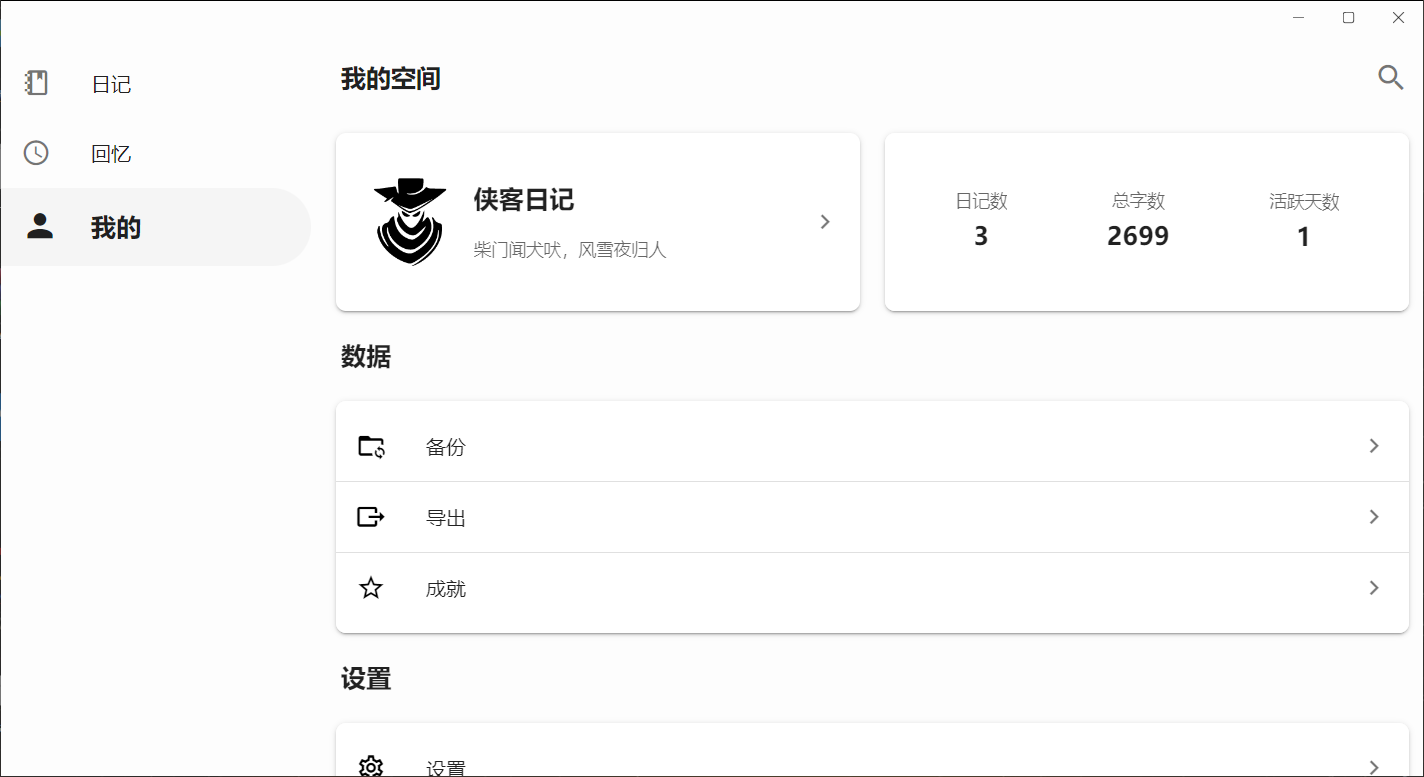 日记
回忆
我的
我的空间
侠客日记
柴门闻犬吠，风雪夜归人
日记数
3
总字数
2699
活跃天数
1
数据
备份
导出
成就
设置
设置